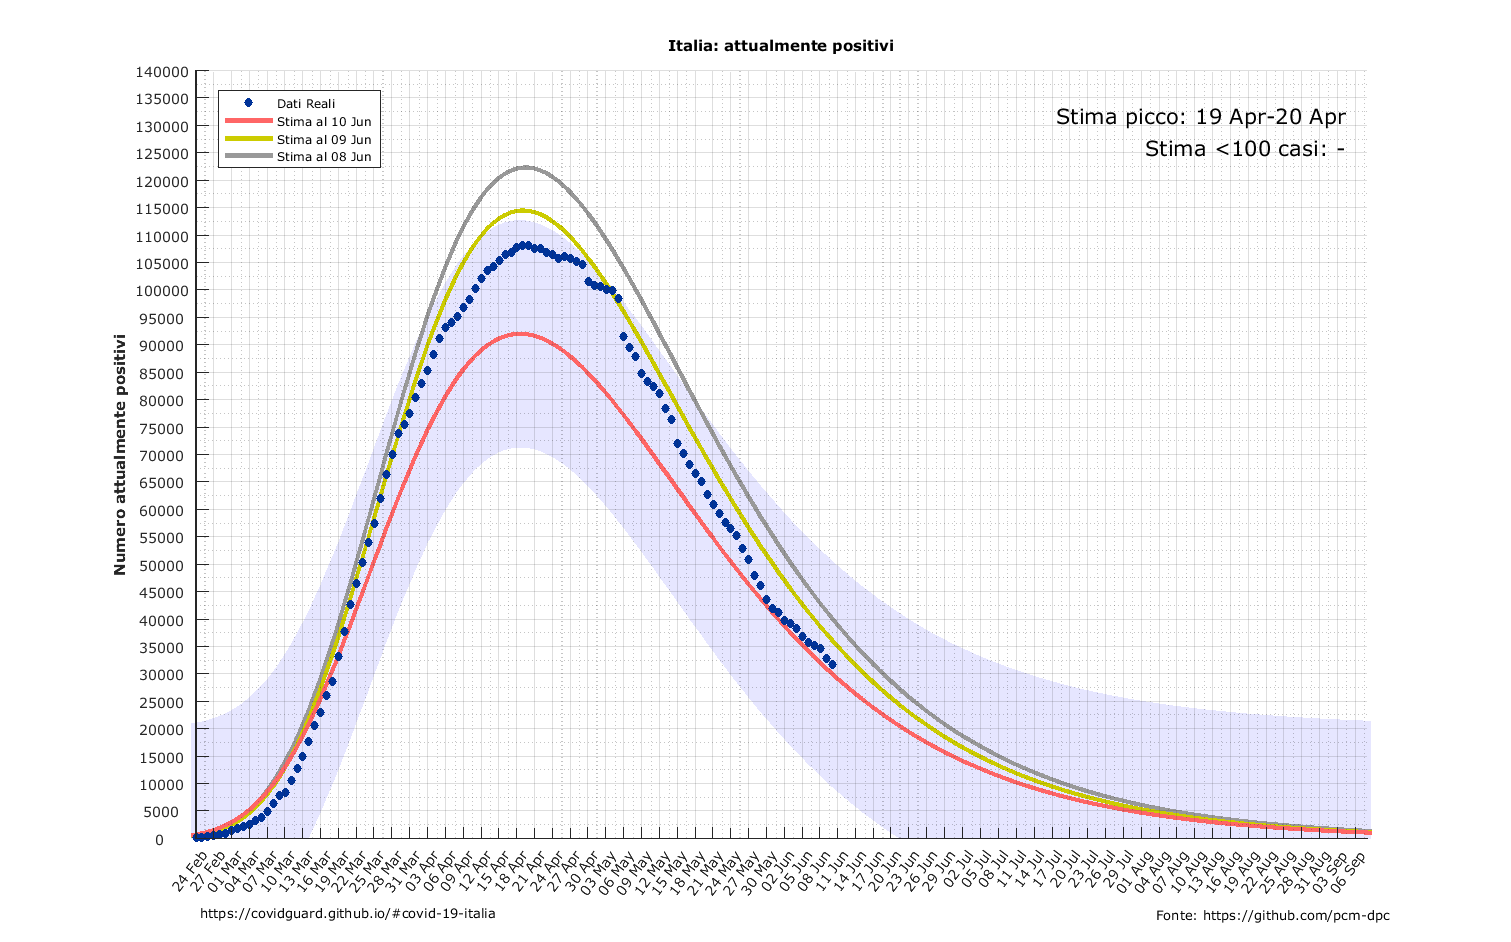 Italia: attualmente positivi
140000
135000
130000
125000
120000
115000
110000
105000
100000
95000
90000
85000
80000
75000
70000
65000
60000
55000
50000
45000
40000
35000
30000
25000
20000
15000
10000
5000
0
Numero attualmente positivi
Dati Reali
Stima al 10 Jun
Stima al 09 Jun
Stima al 08 Jun
Stima picco: 19 Apr-20 Apr
Stima <100 casi: -
24 Feb
27 Feb
01 Mar
04 Mar
07 Mar
10 Mar
13 Mar
16 Mar
19 Mar
22 Mar
25 Mar
28 Mar
31 Mar
03 Apr
06 Apr
09 Apr
12 Apr
15 Apr
18 Apr
21 Apr
24 Apr
27 Apr
30 Apr
03 May
06 May
09 May
12 May
15 May
18 May
21 May
24 May
27 May
30 May
02 Jun
05 Jun
08 Jun
11 Jun
14 Jun
17 Jun
20 Jun
23 Jun
26 Jun
29 Jun
02 Jul
05 Jul
08 Jul
11 Jul
14 Jul
17 Jul
20 Jul
23 Jul
26 Jul
29 Jul
01 Aug
04 Aug
07 Aug
10 Aug
13 Aug
16 Aug
19 Aug
22 Aug
25 Aug
28 Aug
31 Aug
03 Sep
06 Sep
https://covidguard.github.io/#covid-19-italia
Fonte: https://github.com/pcm-dpc